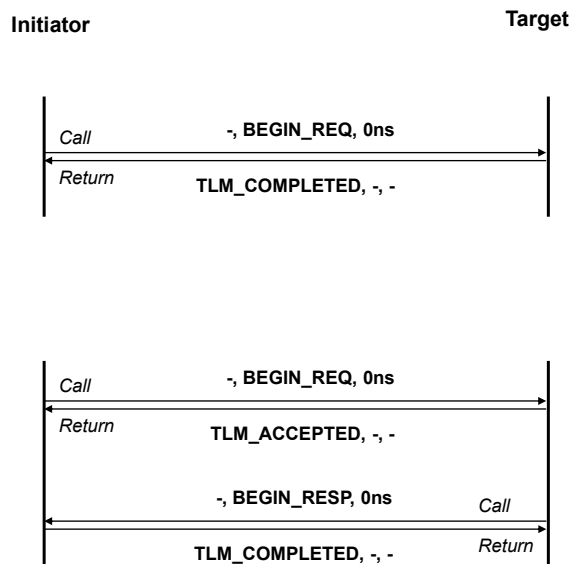 Initiator Target
Call -, BEGIN_REQ, 0ns
Return TLM_COMPLETED, -, -
Call -, BEGIN_REQ, 0ns
Return TLM_ACCEPTED, -, -
-, BEGIN_RESP, 0ns Call
TLM_COMPLETED, -, - Return